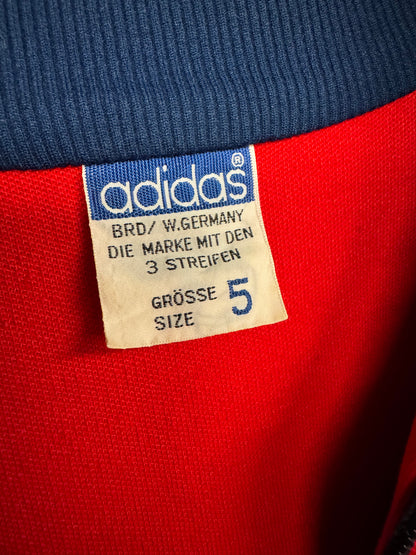 adidas®
BRD/ W.GERMANY
DIE MARKE MIT DEN
3 STREIFEN
GRÖSSE 5
SIZE